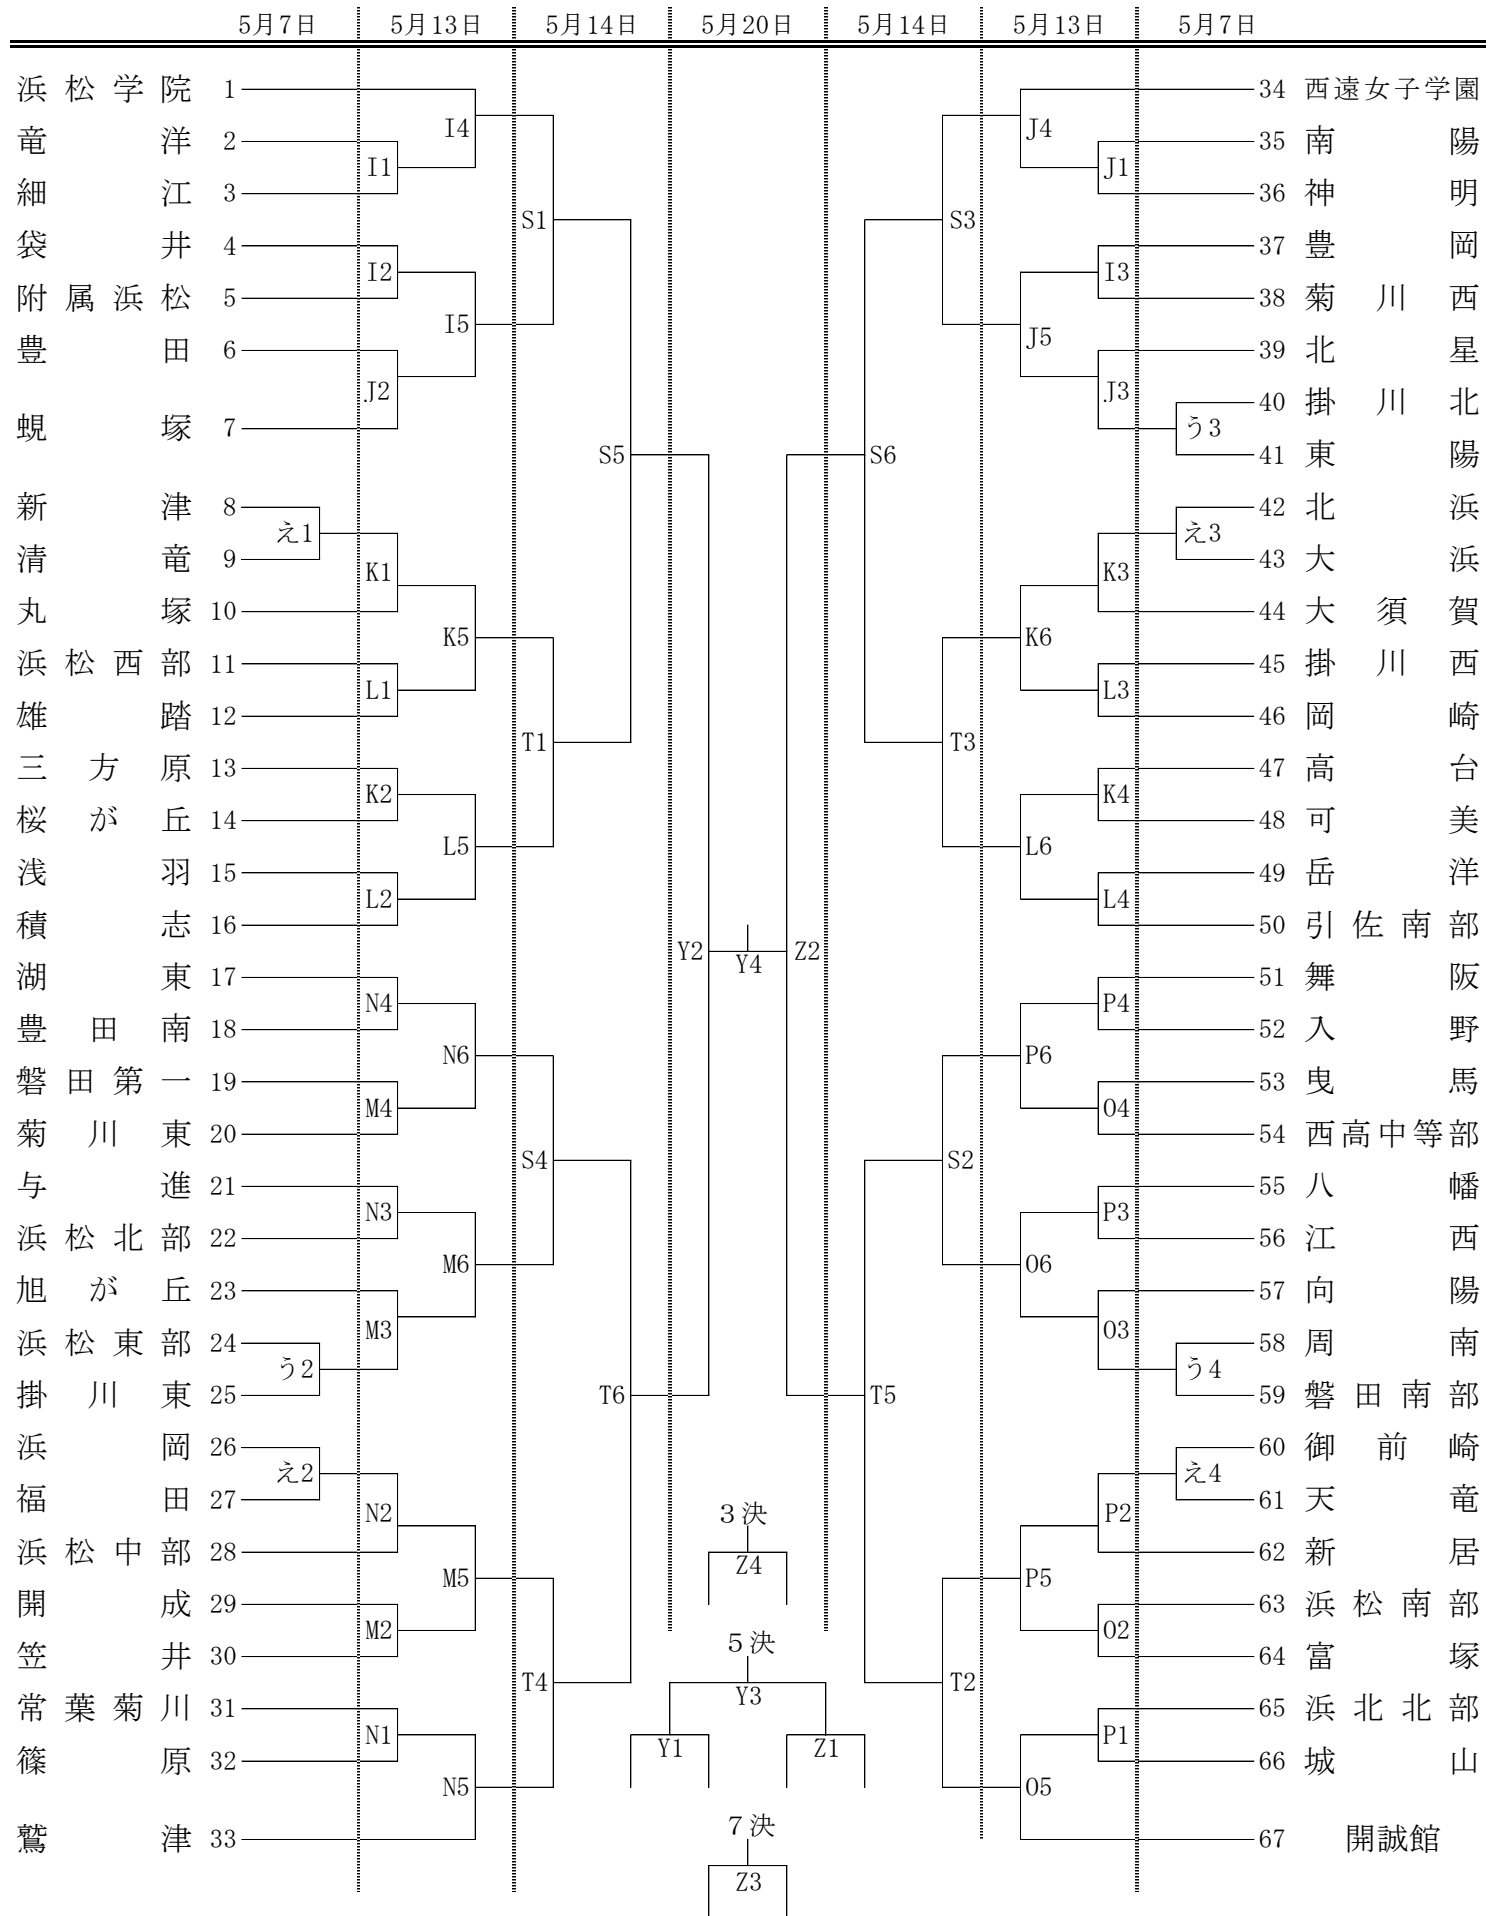 5月7日 5月13日 5月14日 5月20日 5月14日 5月13日 5月7日
浜松学院 1 34 西遠女子学園
I4 J4
竜洋 2 35 南陽
I1 J1
細江 3 36 神明
S1 S3
袋井 4 37 豊岡
I2 I3
附属浜松 5 38 菊川西
I5 J5
豊田 6 39 北星
J2 J3
40 掛川北
蜆塚 7 う3
S5 S6
41 東陽
新津 8 42 北浜
え1 え3
清竜 9 43 大浜
K1 K3
丸塚 10 44 大須賀
K5 K6
浜松西部 11 45 掛川西
L1 L3
雄踏 12 46 岡崎
T1 T3
三方原 13 47 高台
K2 K4
桜が丘 14 48 可美
L5 L6
浅羽 15 49 岳洋
L2 L4
積志 16 50 引佐南部
Y2 Y4 Z2
湖東 17 51 舞阪
N4 P4
豊田南 18 52 入野
N6 P6
磐田第一 19 53 曳馬
M4 O4
菊川東 20 54 西高中等部
S4 S2
与進 21 55 八幡
N3 P3
浜松北部 22 56 江西
M6 O6
旭が丘 23 57 向陽
M3 O3
浜松東部 24 58 周南
う2 う4
掛川東 25 59 磐田南部
T6 T5
浜岡 26 60 御前崎
え2 え4
福田 27 61 天竜
N2 3決 P2
浜松中部 28 62 新居
Z4
M5 P5
開成 29 63 浜松南部
M2 5決 O2
笠井 30 64 富塚
T4 Y3 T2
常葉菊川 31 65 浜北北部
N1 Y1 Z1 P1
篠原 32 66 城山
N5 O5
7決
鷲津 33 67 開誠館
Z3